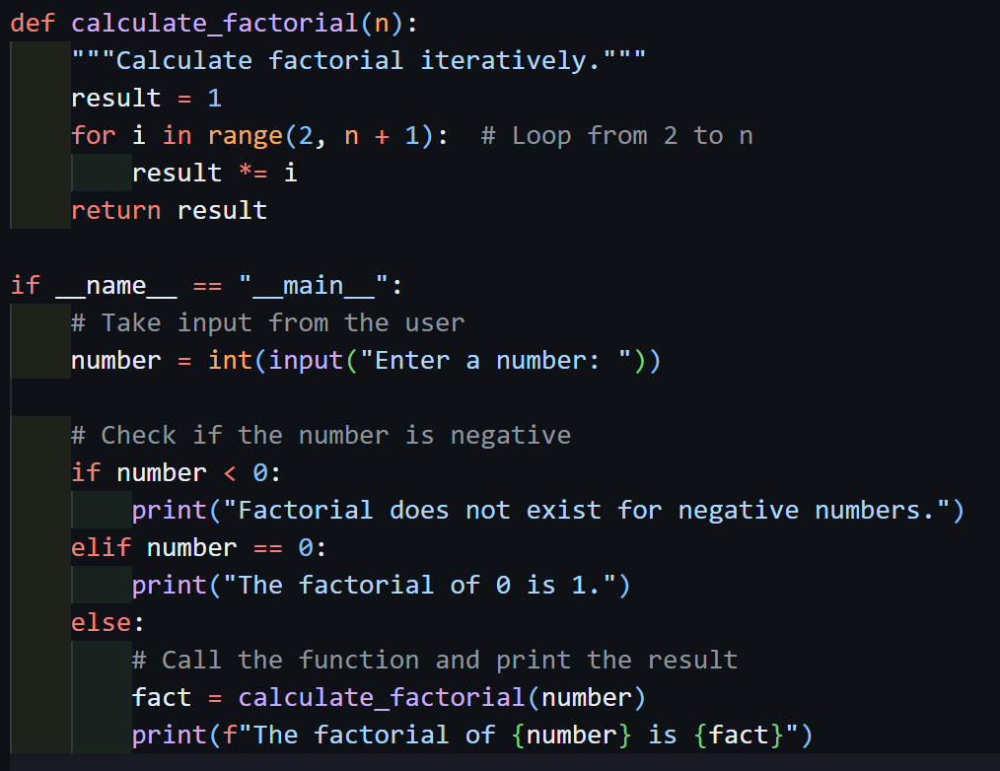 def calculate_factorial(n):
    """Calculate factorial iteratively."""
    result = 1
    for i in range(2, n + 1):  # Loop from 2 to n
        result *= i
    return result

if __name__ == "__main__":
    # Take input from the user
    number = int(input("Enter a number: "))

    # Check if the number is negative
    if number < 0:
        print("Factorial does not exist for negative numbers.")
    elif number == 0:
        print("The factorial of 0 is 1.")
    else:
        # Call the function and print the result
        fact = calculate_factorial(number)
        print(f"The factorial of {number} is {fact}")